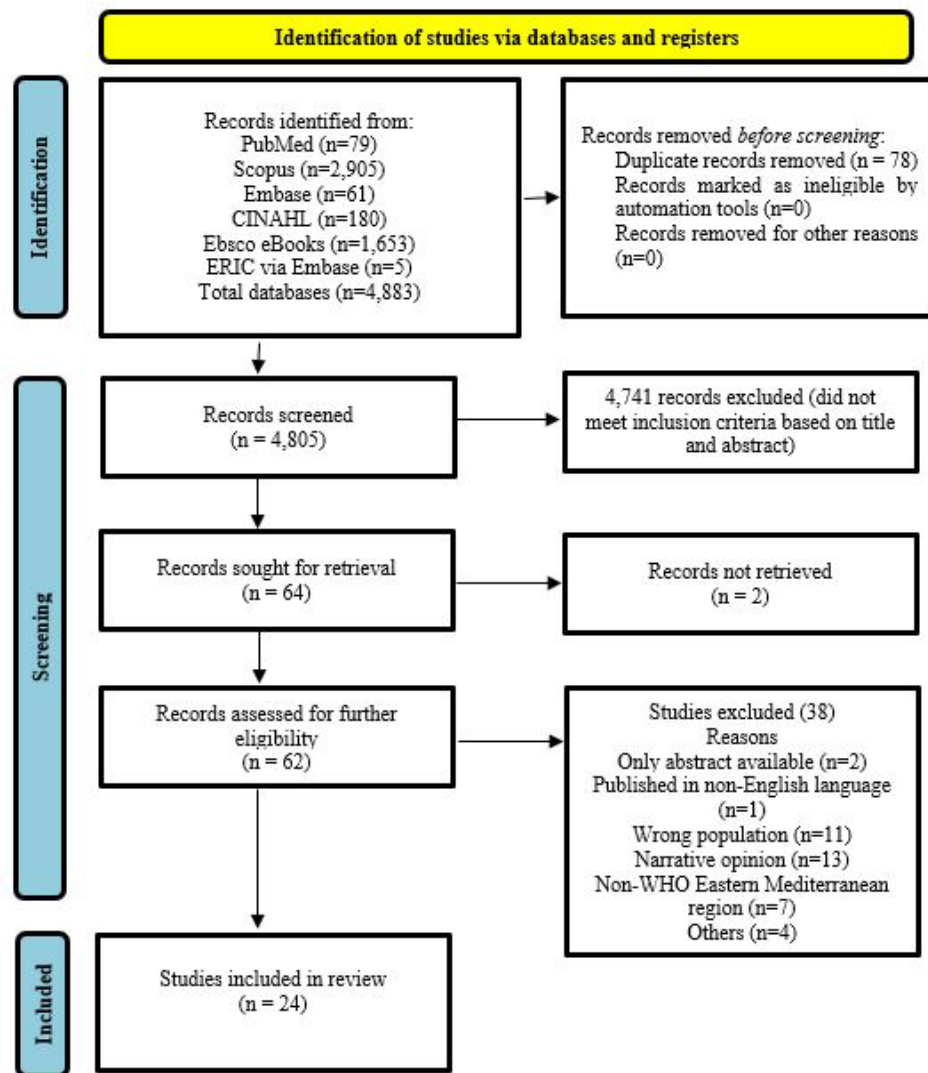 Identification of studies via databases and registers
Identification
Records identified from:
PubMed (n=79)
Scopus (n=2,905)
Embase (n=61)
CINAHL (n=180)
Ebsco eBooks (n=1,653)
ERIC via Embase (n=5)
Total databases (n=4,883)
Records removed before screening:
Duplicate records removed (n = 78)
Records marked as ineligible by
automation tools (n=0)
Records removed for other reasons
(n=0)
Screening
Records screened
(n = 4,805)
4,741 records excluded (did not
meet inclusion criteria based on title
and abstract)
Records sought for retrieval
(n = 64)
Records not retrieved
(n = 2)
Records assessed for further
eligibility
(n = 62)
Studies excluded (38)
Reasons
Only abstract available (n=2)
Published in non-English language
(n=1)
Wrong population (n=11)
Narrative opinion (n=13)
Non-WHO Eastern Mediterranean
region (n=7)
Others (n=4)
Included
Studies included in review
(n = 24)